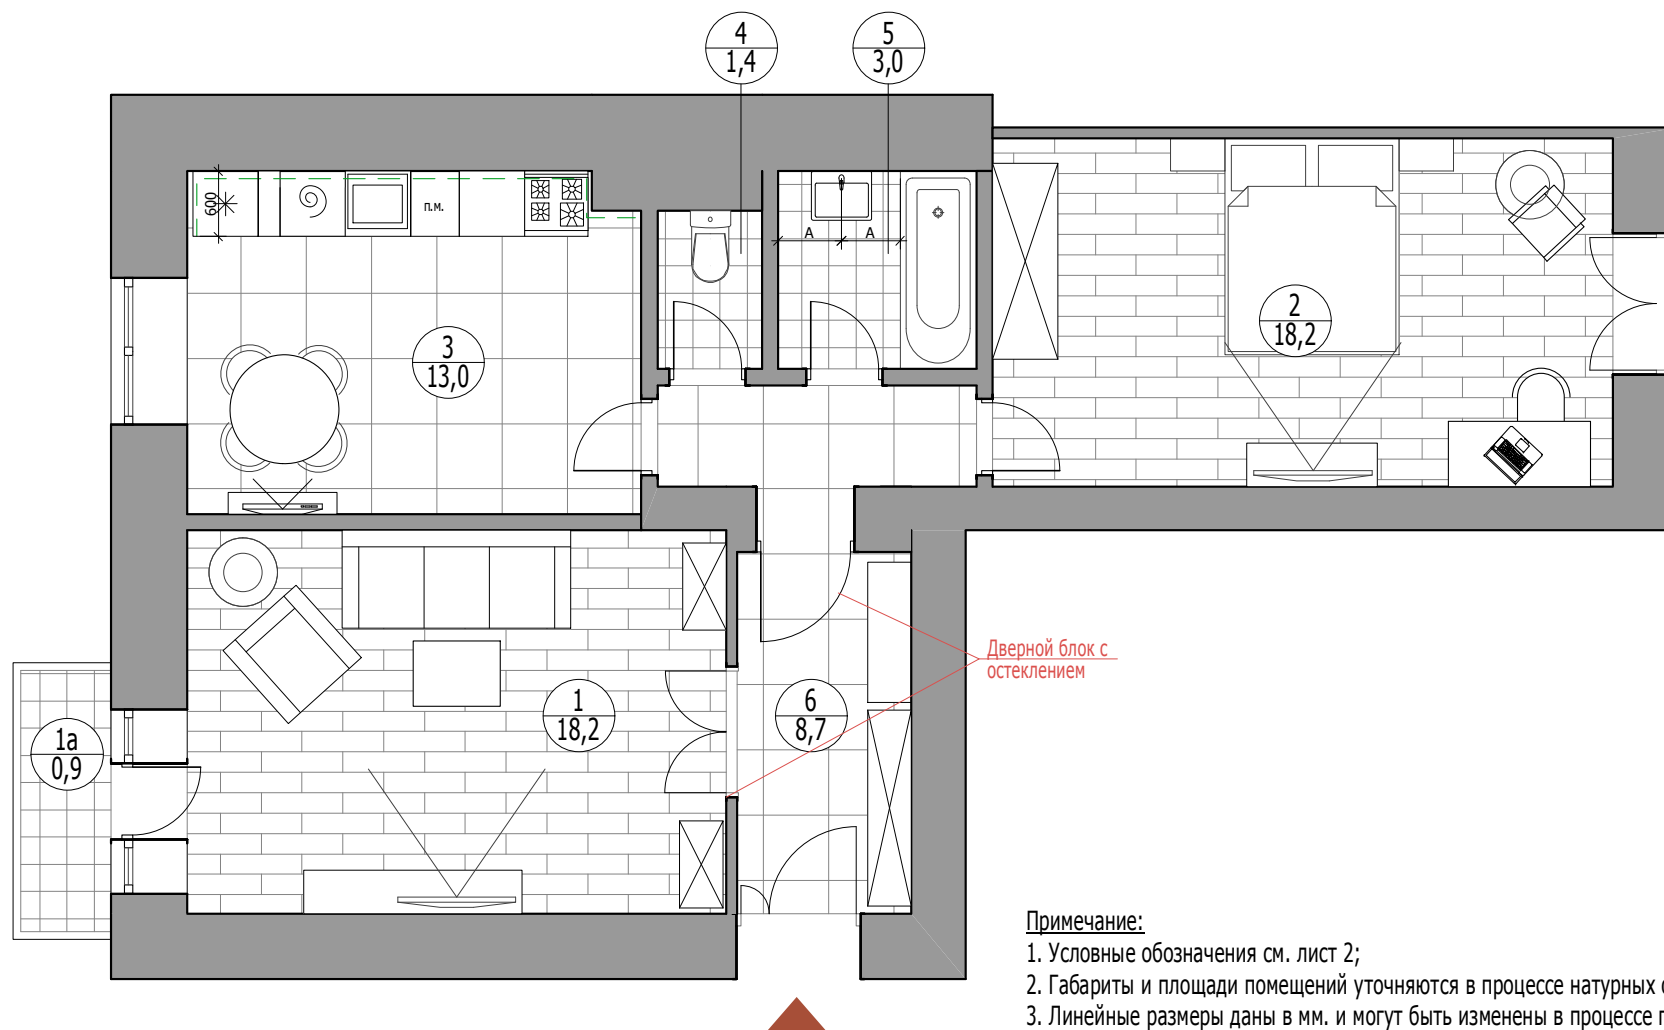 4
1,4
5
3,0
600
п.м.
A
A
3
13,0
2
18,2
Дверной блок с
остеклением
1
18,2
6
8,7
1а
0,9
Примечание:
1. Условные обозначения см. лист 2;
2. Габариты и площади помещений уточняются в процессе натурных
3. Линейные размеры даны в мм. и могут быть изменены в процессе